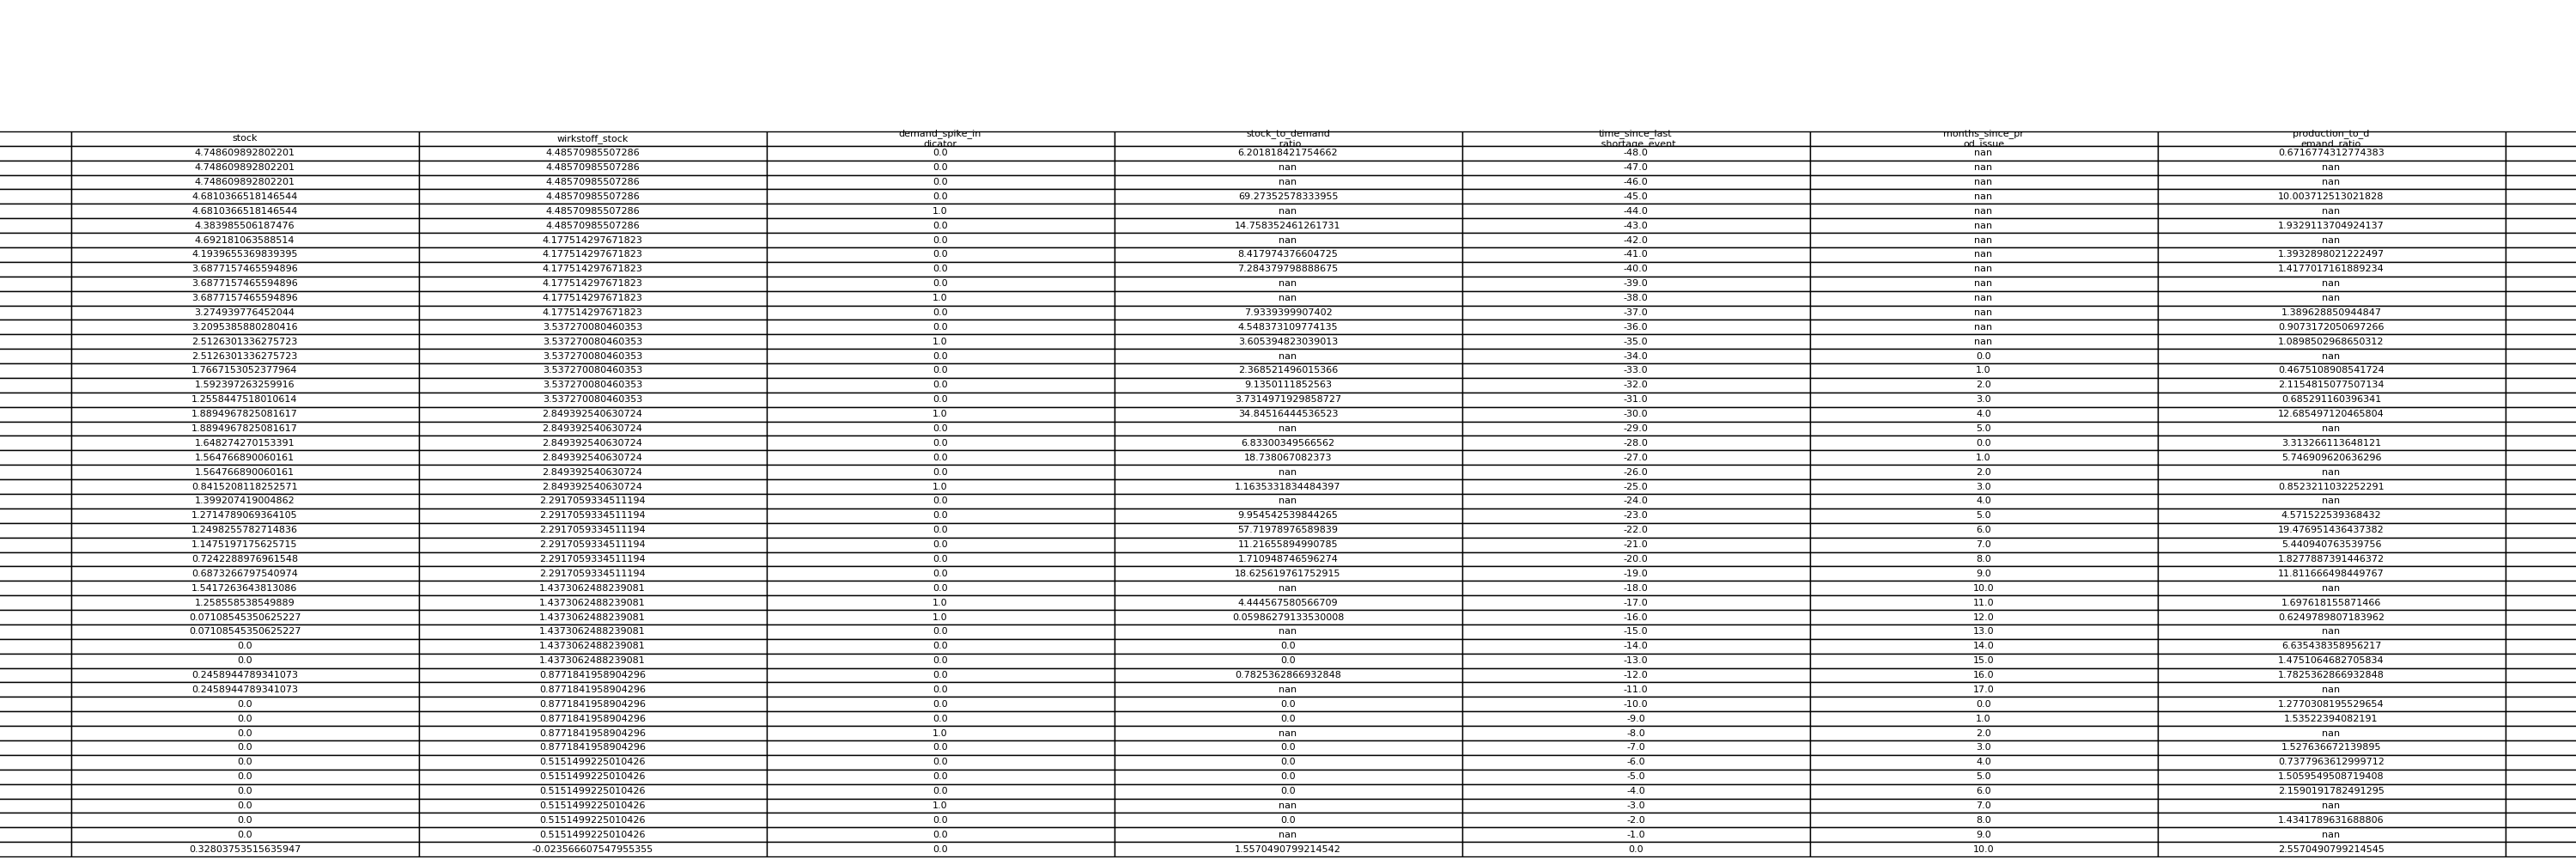 stock wirkstoff_stock demand_spike_in stock_to_demand time_since_last months_since_pr production_to_d
dicator _ratio _shortage_event od_issue emand_ratio
4.748609892802201 4.48570985507286 0.0 6.201818421754662 -48.0 nan 0.6716774312774383
4.748609892802201 4.48570985507286 0.0 nan -47.0 nan nan
4.748609892802201 4.48570985507286 0.0 nan -46.0 nan nan
4.6810366518146544 4.48570985507286 0.0 69.27352578333955 -45.0 nan 10.003712513021828
4.6810366518146544 4.48570985507286 1.0 nan -44.0 nan nan
4.383985506187476 4.48570985507286 0.0 14.758352461261731 -43.0 nan 1.9329113704924137
4.692181063588514 4.177514297671823 0.0 nan -42.0 nan nan
4.1939655369839395 4.177514297671823 0.0 8.417974376604725 -41.0 nan 1.3932898021222497
3.6877157465594896 4.177514297671823 0.0 7.284379798888675 -40.0 nan 1.4177017161889234
3.6877157465594896 4.177514297671823 0.0 nan -39.0 nan nan
3.6877157465594896 4.177514297671823 1.0 nan -38.0 nan nan
3.274939776452044 4.177514297671823 0.0 7.9339399907402 -37.0 nan 1.389628850944847
3.2095385880280416 3.537270080460353 0.0 4.548373109774135 -36.0 nan 0.9073172050697266
2.5126301336275723 3.537270080460353 1.0 3.605394823039013 -35.0 nan 1.0898502968650312
2.5126301336275723 3.537270080460353 0.0 nan -34.0 0.0 nan
1.7667153052377964 3.537270080460353 0.0 2.368521496015366 -33.0 1.0 0.4675108908541724
1.592397263259916 3.537270080460353 0.0 9.1350111852563 -32.0 2.0 2.1154815077507134
1.2558447518010614 3.537270080460353 0.0 3.7314971929858727 -31.0 3.0 0.685291160396341
1.8894967825081617 2.849392540630724 1.0 34.84516444536523 -30.0 4.0 12.685497120465804
1.8894967825081617 2.849392540630724 0.0 nan -29.0 5.0 nan
1.648274270153391 2.849392540630724 0.0 6.83300349566562 -28.0 0.0 3.313266113648121
1.564766890060161 2.849392540630724 0.0 18.738067082373 -27.0 1.0 5.746909620636296
1.564766890060161 2.849392540630724 0.0 nan -26.0 2.0 nan
0.8415208118252571 2.849392540630724 1.0 1.1635331834484397 -25.0 3.0 0.8523211032252291
1.399207419004862 2.2917059334511194 0.0 nan -24.0 4.0 nan
1.2714789069364105 2.2917059334511194 0.0 9.954542539844265 -23.0 5.0 4.571522539368432
1.2498255782714836 2.2917059334511194 0.0 57.71978976589839 -22.0 6.0 19.476951436437382
1.1475197175625715 2.2917059334511194 0.0 11.21655894990785 -21.0 7.0 5.440940763539756
0.7242288976961548 2.2917059334511194 0.0 1.710948746596274 -20.0 8.0 1.8277887391446372
0.6873266797540974 2.2917059334511194 0.0 18.625619761752915 -19.0 9.0 11.811666498449767
1.5417263643813086 1.4373062488239081 0.0 nan -18.0 10.0 nan
1.258558538549889 1.4373062488239081 1.0 4.444567580566709 -17.0 11.0 1.697618155871466
0.07108545350625227 1.4373062488239081 1.0 0.05986279133530008 -16.0 12.0 0.6249789807183962
0.07108545350625227 1.4373062488239081 0.0 nan -15.0 13.0 nan
0.0 1.4373062488239081 0.0 0.0 -14.0 14.0 6.635438358956217
0.0 1.4373062488239081 0.0 0.0 -13.0 15.0 1.4751064682705834
0.2458944789341073 0.8771841958904296 0.0 0.7825362866932848 -12.0 16.0 1.7825362866932848
0.2458944789341073 0.8771841958904296 0.0 nan -11.0 17.0 nan
0.0 0.8771841958904296 0.0 0.0 -10.0 0.0 1.2770308195529654
0.0 0.8771841958904296 0.0 0.0 -9.0 1.0 1.53522394082191
0.0 0.8771841958904296 1.0 nan -8.0 2.0 nan
0.0 0.8771841958904296 0.0 0.0 -7.0 3.0 1.527636672139895
0.0 0.5151499225010426 0.0 0.0 -6.0 4.0 0.7377963612999712
0.0 0.5151499225010426 0.0 0.0 -5.0 5.0 1.5059549508719408
0.0 0.5151499225010426 0.0 0.0 -4.0 6.0 2.1590191782491295
0.0 0.5151499225010426 1.0 nan -3.0 7.0 nan
0.0 0.5151499225010426 0.0 0.0 -2.0 8.0 1.4341789631688806
0.0 0.5151499225010426 0.0 nan -1.0 9.0 nan
0.32803753515635947 -0.023566607547955355 0.0 1.5570490799214542 0.0 10.0 2.5570490799214545